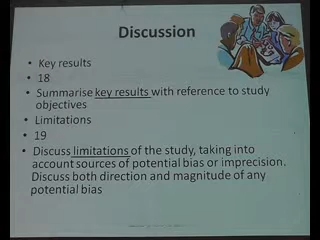 Discussion
• Key results
• 18
• Summarise key results with reference to study
objectives
• Limitations
• 19
• Discuss limitations of the study, taking into
account sources of potential bias or imprecision.
Discuss both direction and magnitude of any
potential bias